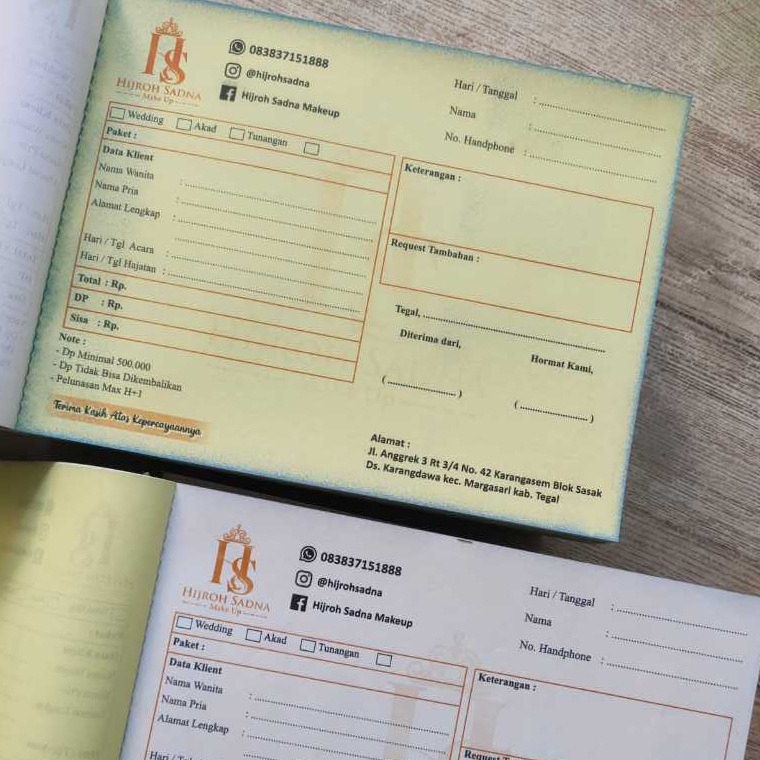 HS
HIJROH SADNA
Make Up
083837151888
@hijrohsadna
Hijroh Sadna Makeup
Hari / Tanggal :
Nama :
No. Handphone :
Wedding Akad Tunangan
Paket :
Data Klient
Nama Wanita :
Nama Pria :
Alamat Lengkap :
Hari / Tgl Acara :
Hari / Tgl Hajatan :
Total : Rp.
DP : Rp.
Sisa : Rp.
Note :
- Dp Minimal 500.000
- Dp Tidak Bisa Dikembalikan
- Pelunasan Max H+1
Terima Kasih Atas Kepercayaannya
Keterangan :
Request Tambahan :
Tegal,
Diterima dari,
Hormat Kami,
(....................)
(....................)
Alamat :
Jl. Anggrek 3 Rt 3/4 No. 42 Karangasem Blok Sasak
Ds. Karangdawa kec. Margasari kab. Tegal
HS
HIJROH SADNA
Make Up
083837151888
@hijrohsadna
Hijroh Sadna Makeup
Hari / Tanggal :
Nama :
No. Handphone :
Wedding Akad Tunangan
Paket :
Data Klient
Nama Wanita :
Nama Pria :
Alamat Lengkap :
Hari / Tgl
Keterangan :
Request